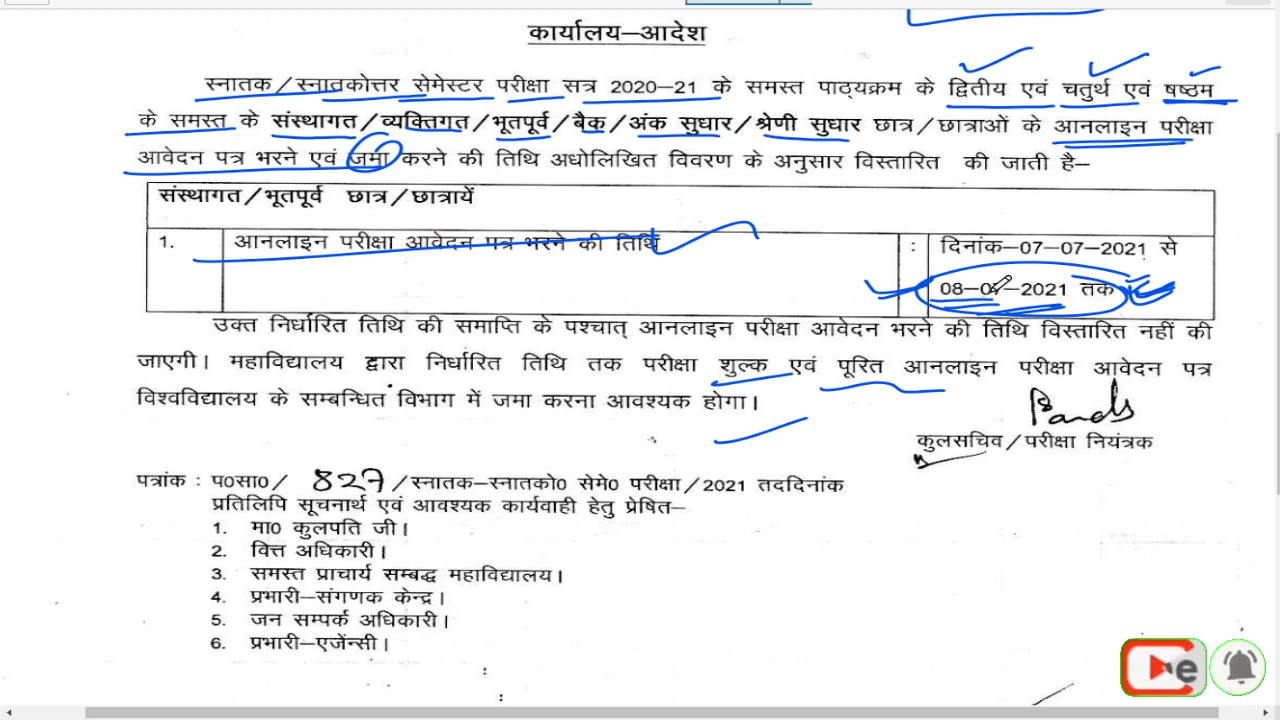 कार्यालय–आदेश
स्नातक/स्नातकोत्तर सेमेस्टर परीक्षा सत्र 2020–21 के समस्त पाठ्यक्रम के द्वितीय एवं चतुर्थ एवं षष्ठम
के समस्त के संस्थागत/व्यक्तिगत/भूतपूर्व/बैक/अंक सुधार/श्रेणी सुधार छात्र/छात्राओं के आनलाइन परीक्षा
आवेदन पत्र भरने एवं जमा करने की तिथि अधोलिखित विवरण के अनुसार विस्तारित की जाती है–
संस्थागत/भूतपूर्व छात्र/छात्रायें
1. आनलाइन परीक्षा आवेदन पत्र भरने की तिथि : दिनांक–07–07–2021 से
08–07–2021 तक
उक्त निर्धारित तिथि की समाप्ति के पश्चात् आनलाइन परीक्षा आवेदन भरने की तिथि विस्तारित नहीं की
जाएगी। महाविद्यालय द्वारा निर्धारित तिथि तक परीक्षा शुल्क एवं पूरित आनलाइन परीक्षा आवेदन पत्र
विश्वविद्यालय के सम्बन्धित विभाग में जमा करना आवश्यक होगा।
कुलसचिव/परीक्षा नियंत्रक
पत्रांक : प0सा0/ 827 /स्नातक–स्नातको0 सेमे0 परीक्षा/2021 तददिनांक
प्रतिलिपि सूचनार्थ एवं आवश्यक कार्यवाही हेतु प्रेषित–
1. मा0 कुलपति जी।
2. वित्त अधिकारी।
3. समस्त प्राचार्य सम्बद्ध महाविद्यालय।
4. प्रभारी–संगणक केन्द्र।
5. जन सम्पर्क अधिकारी।
6. प्रभारी–एजेंन्सी।
e